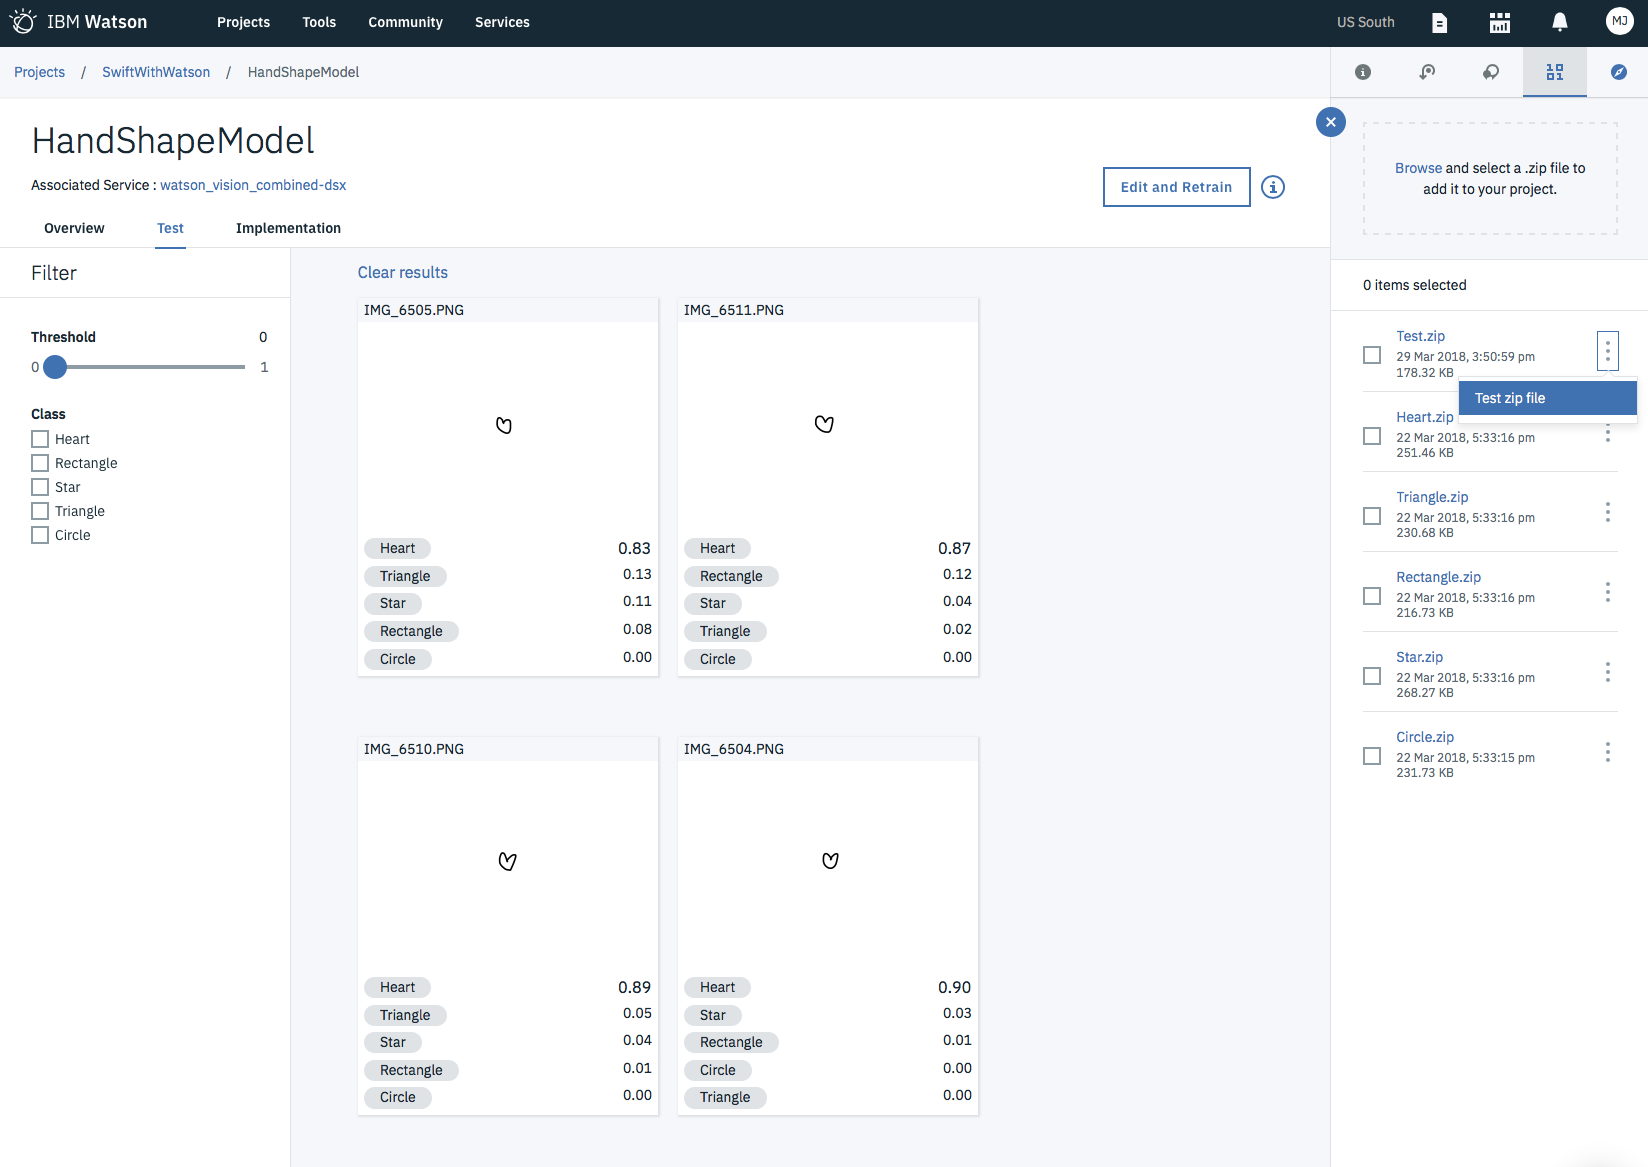 IBM Watson
Projects Tools Community Services
US South
MJ
Projects / SwiftWithWatson / HandShapeModel
HandShapeModel
Associated Service : watson_vision_combined-dsx
Edit and Retrain
Overview Test Implementation
Filter
Threshold 0
0 1
Class
Heart
Rectangle
Star
Triangle
Circle
Clear results
IMG_6505.PNG
Heart 0.83
Triangle 0.13
Star 0.11
Rectangle 0.08
Circle 0.00
IMG_6511.PNG
Heart 0.87
Rectangle 0.12
Star 0.04
Triangle 0.02
Circle 0.00
IMG_6510.PNG
Heart 0.89
Triangle 0.05
Star 0.04
Rectangle 0.01
Circle 0.00
IMG_6504.PNG
Heart 0.90
Star 0.03
Rectangle 0.01
Circle 0.00
Triangle 0.00
Browse and select a .zip file to
add it to your project.
0 items selected
Test.zip
29 Mar 2018, 3:50:59 pm
178.32 KB
Test zip file
Heart.zip
22 Mar 2018, 5:33:16 pm
251.46 KB
Triangle.zip
22 Mar 2018, 5:33:16 pm
230.68 KB
Rectangle.zip
22 Mar 2018, 5:33:16 pm
216.73 KB
Star.zip
22 Mar 2018, 5:33:16 pm
268.27 KB
Circle.zip
22 Mar 2018, 5:33:15 pm
231.73 KB